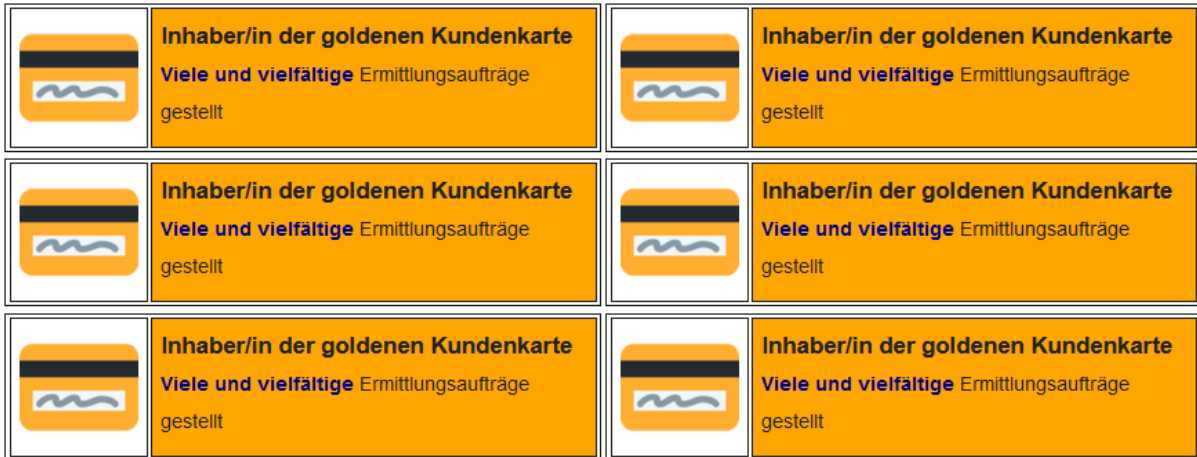 Inhaber/in der goldenen Kundenkarte
Viele und vielfältige Ermittlungsaufträge
gestellt
Inhaber/in der goldenen Kundenkarte
Viele und vielfältige Ermittlungsaufträge
gestellt
Inhaber/in der goldenen Kundenkarte
Viele und vielfältige Ermittlungsaufträge
gestellt
Inhaber/in der goldenen Kundenkarte
Viele und vielfältige Ermittlungsaufträge
gestellt
Inhaber/in der goldenen Kundenkarte
Viele und vielfältige Ermittlungsaufträge
gestellt
Inhaber/in der goldenen Kundenkarte
Viele und vielfältige Ermittlungsaufträge
gestellt